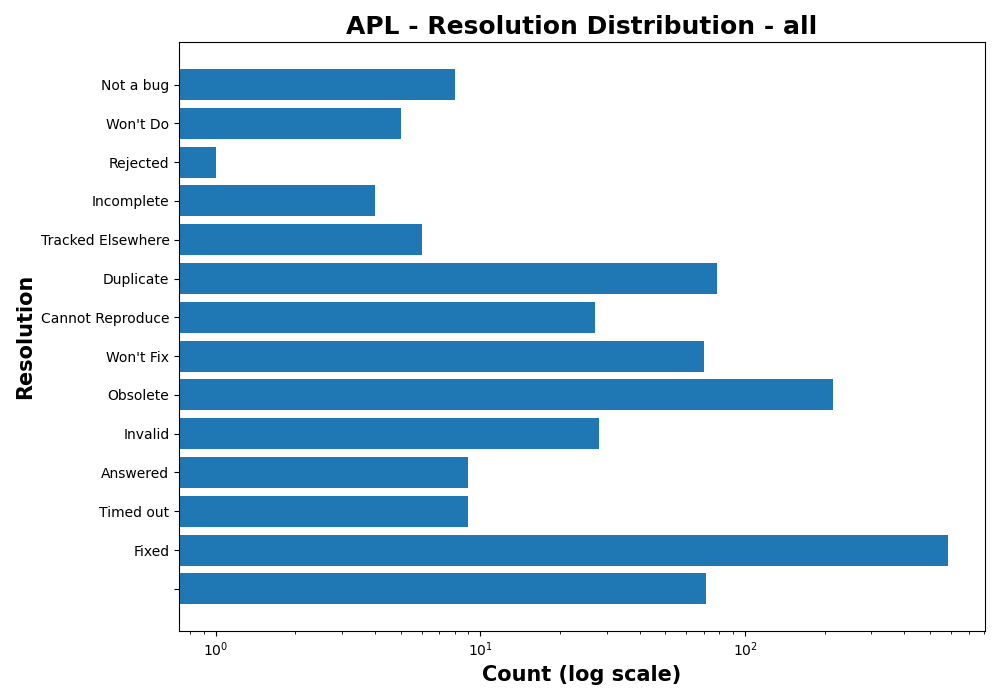 APL - Resolution Distribution - all
Resolution
Not a bug
Won't Do
Rejected
Incomplete
Tracked Elsewhere
Duplicate
Cannot Reproduce
Won't Fix
Obsolete
Invalid
Answered
Timed out
Fixed
10⁰ 10¹ 10²
Count (log scale)